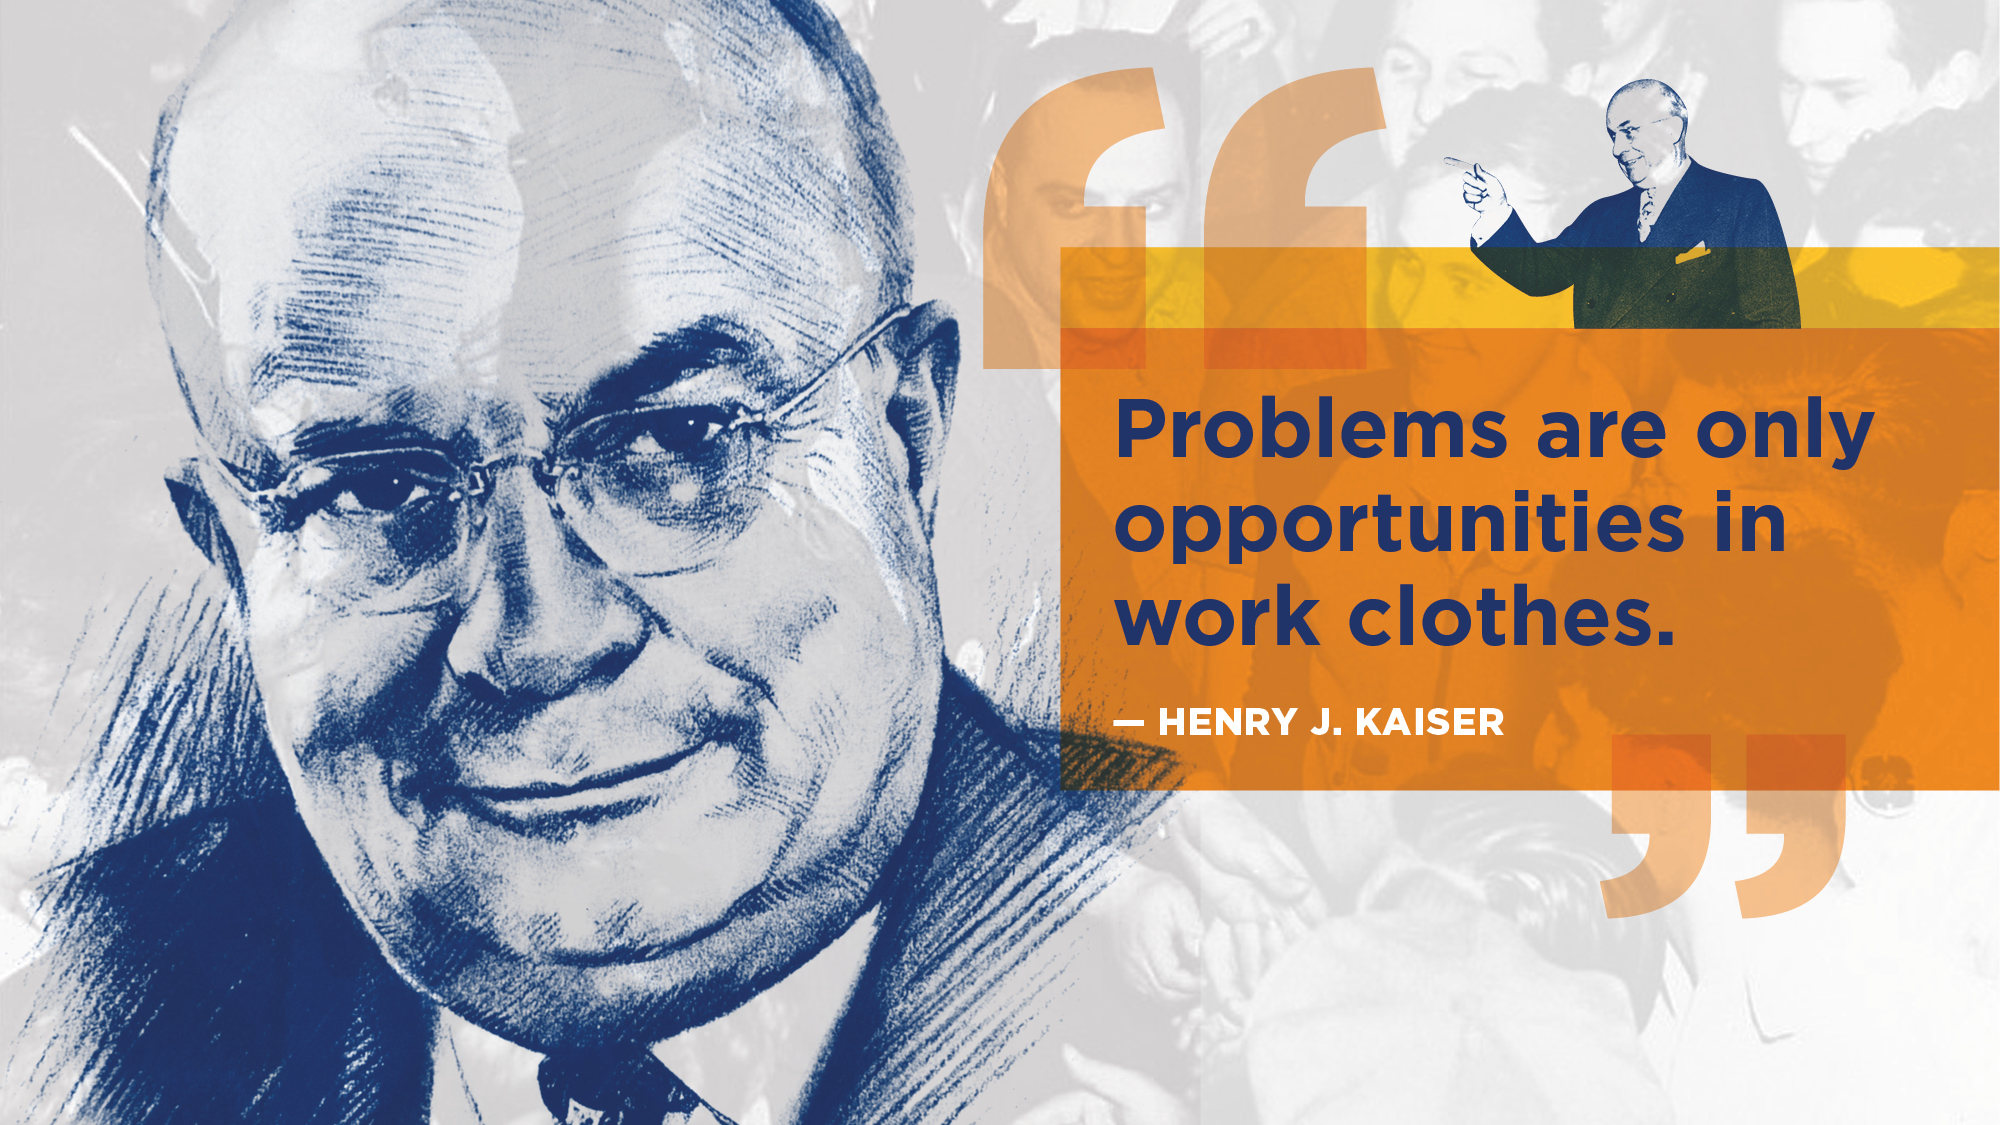 Problems are only
opportunities in
work clothes.
— HENRY J. KAISER